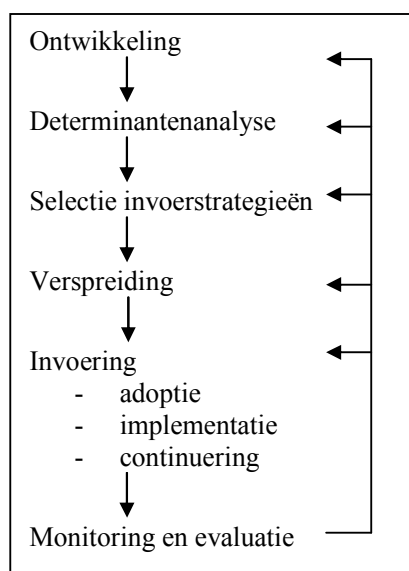 Ontwikkeling
Determinantenanalyse
Selectie invoerstrategieën
Verspreiding
Invoering
- adoptie
- implementatie
- continuering
Monitoring en evaluatie